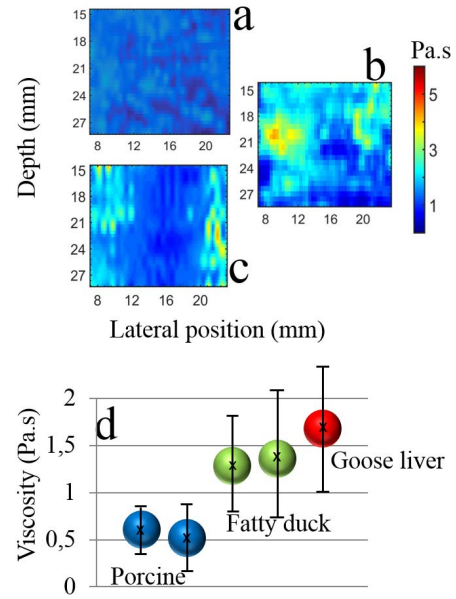 a
15
18
21
24
27
8 12 16 20
Depth (mm)
b
15
18
21
24
27
8 12 16 20
Pa.s
5
3
1
15
18
21
24
27
8 12 16 20
c
Lateral position (mm)
d
Viscosity (Pa.s)
2
1,5
1
0,5
0
Porcine
Fatty duck
Goose liver